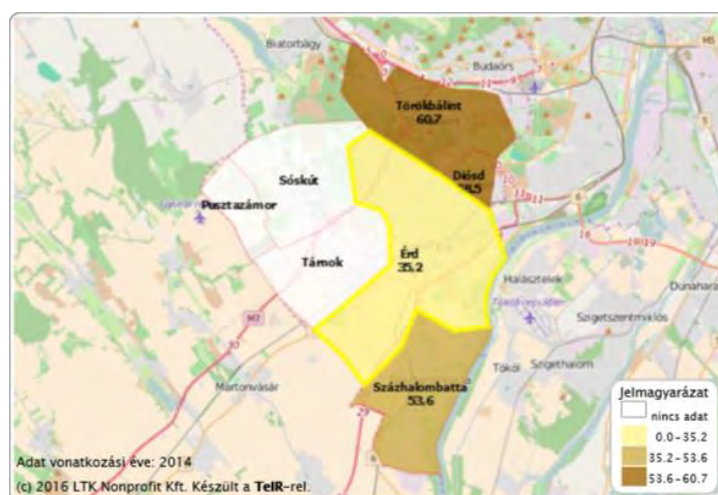 Biatorbágy
Budaörs
H5
Törökbálint
60.7
Sóskút
Diósd
Pusztazámor
Tárnok
Érd
35.2
Halásztelek
Dunahara
Szigetszentmiklós
M7
Tököl
Szigethalom
Martonvásár
Százhalombatta
53.6
Jelmagyarázat
nincs adat
0.0-35.2
35.2-53.6
53.6-60.7
Adat vonatkozási éve: 2014
(c) 2016 LTK Nonprofit Kft. Készült a TeIR-rel.